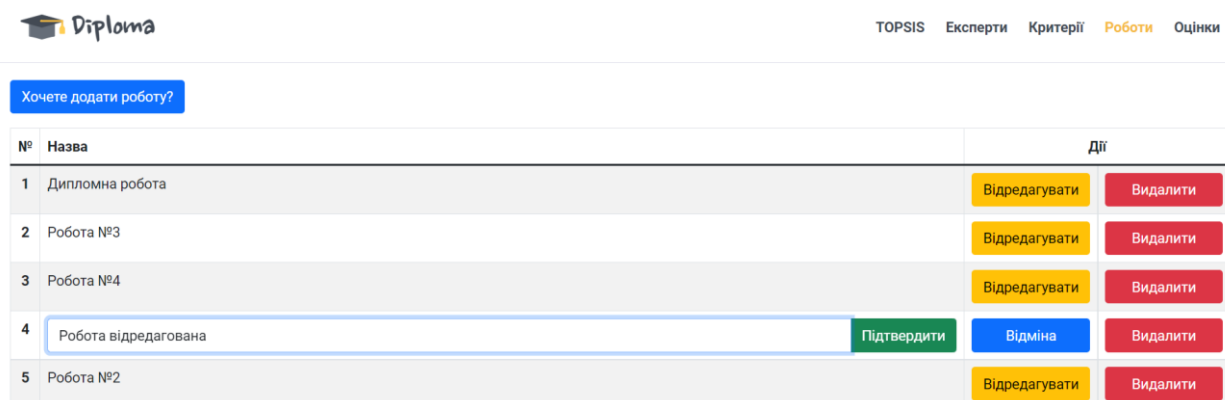 Diploma
TOPSIS Експерти Критерії Роботи Оцінки
Хочете додати роботу?
№ Назва Дії
1 Дипломна робота Відредагувати Видалити
2 Робота №3 Відредагувати Видалити
3 Робота №4 Відредагувати Видалити
4 Робота відредагована Підтвердити Відміна Видалити
5 Робота №2 Відредагувати Видалити